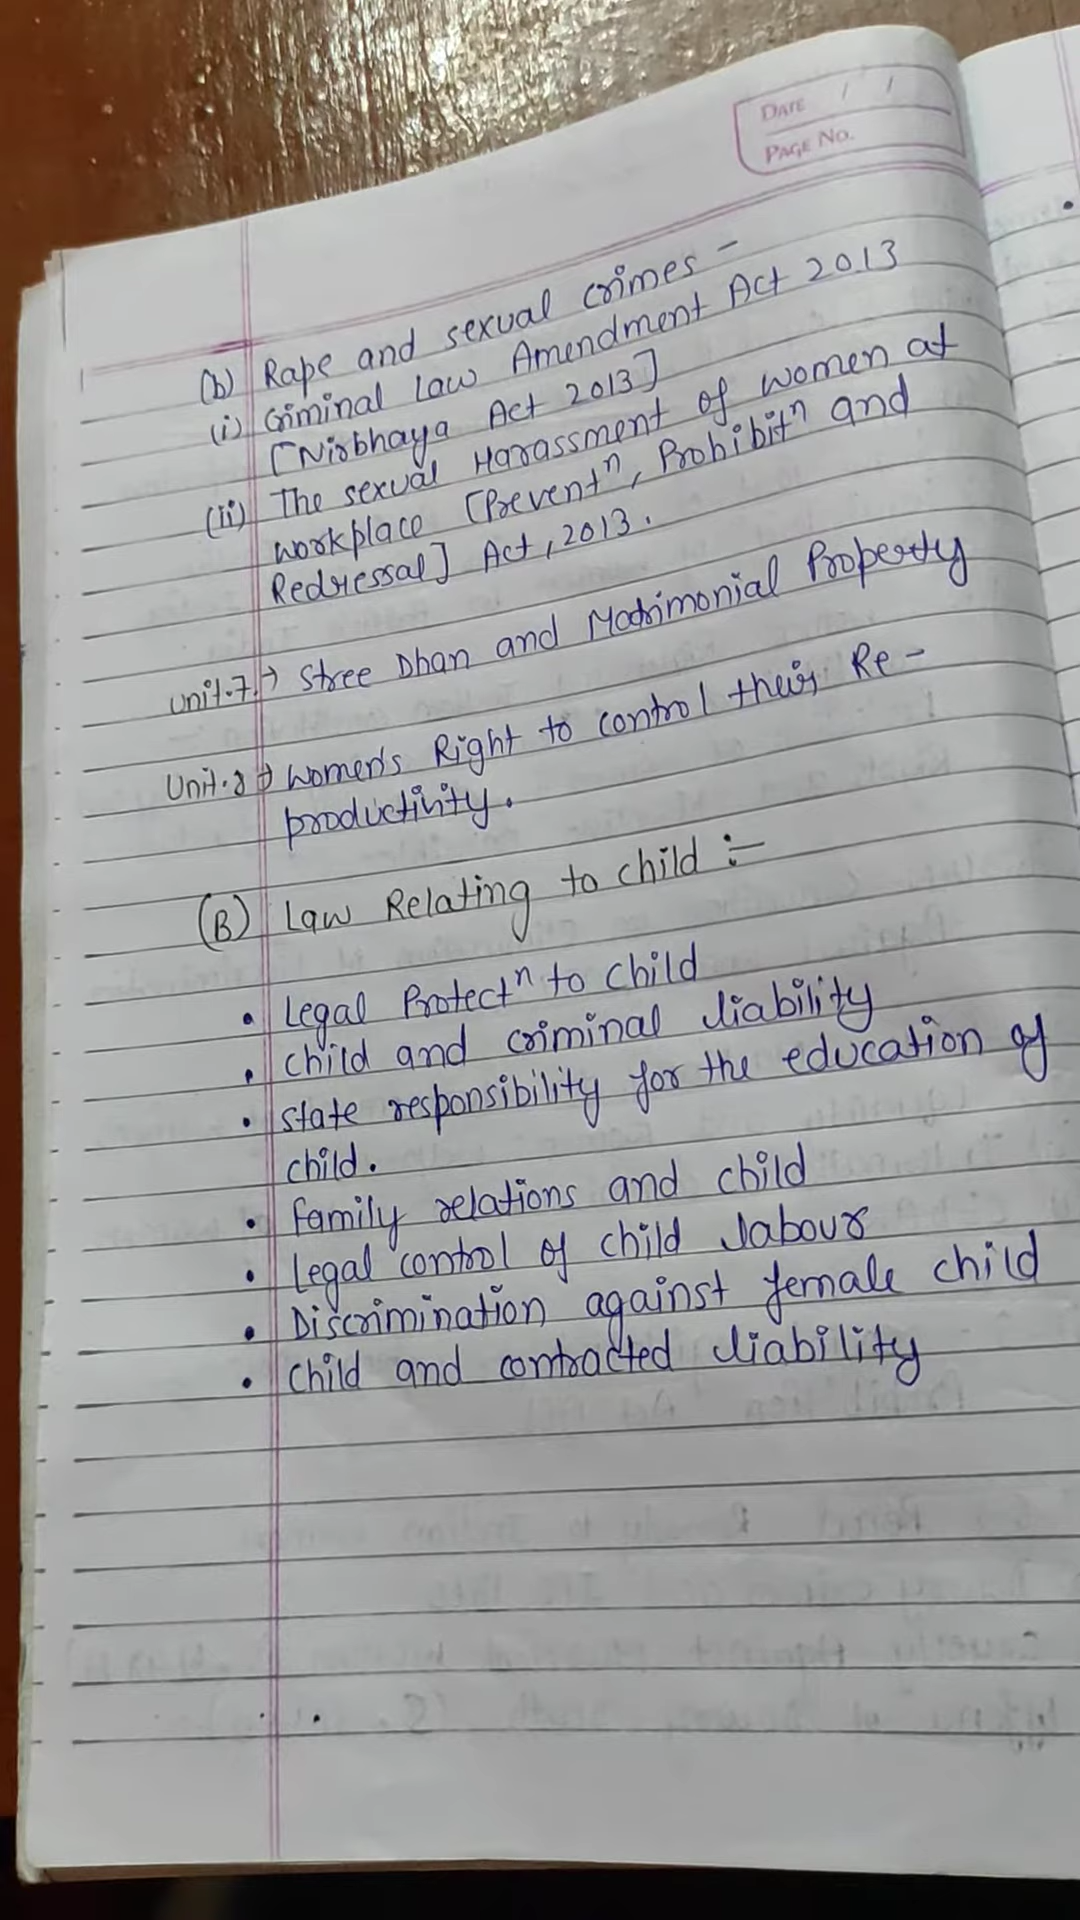 DATE / /
PAGE NO.
(b) Rape and sexual crimes -
(i) Criminal Law Amendment Act 2013
[Nirbhaya Act 2013]
(ii) The sexual Harassment of women at
workplace [Preventⁿ, Prohibitⁿ and
Redressal] Act, 2013.
Unit.7.→ Stree Dhan and Matrimonial Property
Unit.8→ Women's Right to control their Re-
productivity.
(B) Law Relating to child :-
• Legal Protectⁿ to child
• child and criminal liability
• state responsibility for the education of
child.
• family relations and child
• Legal control of child labour
• Discrimination against female child
• child and contracted liability